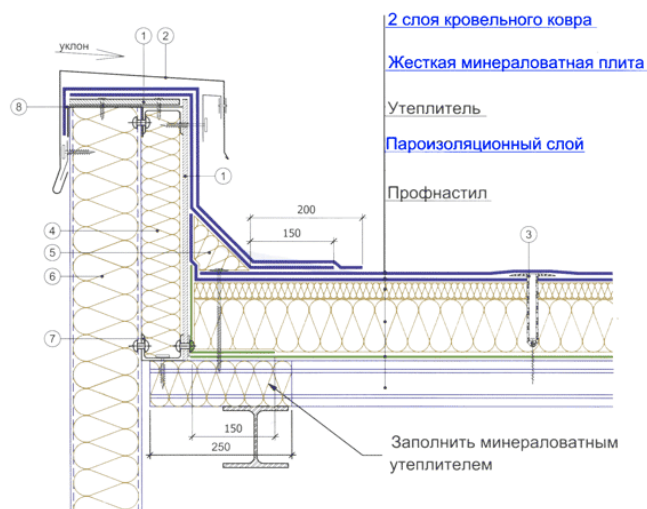 2 слоя кровельного ковра
уклон
1
2
Жесткая минераловатная плита
8
Утеплитель
Пароизоляционный слой
1
Профнастил
200
4
150
3
5
6
7
150
250
Заполнить минераловатным
утеплителем